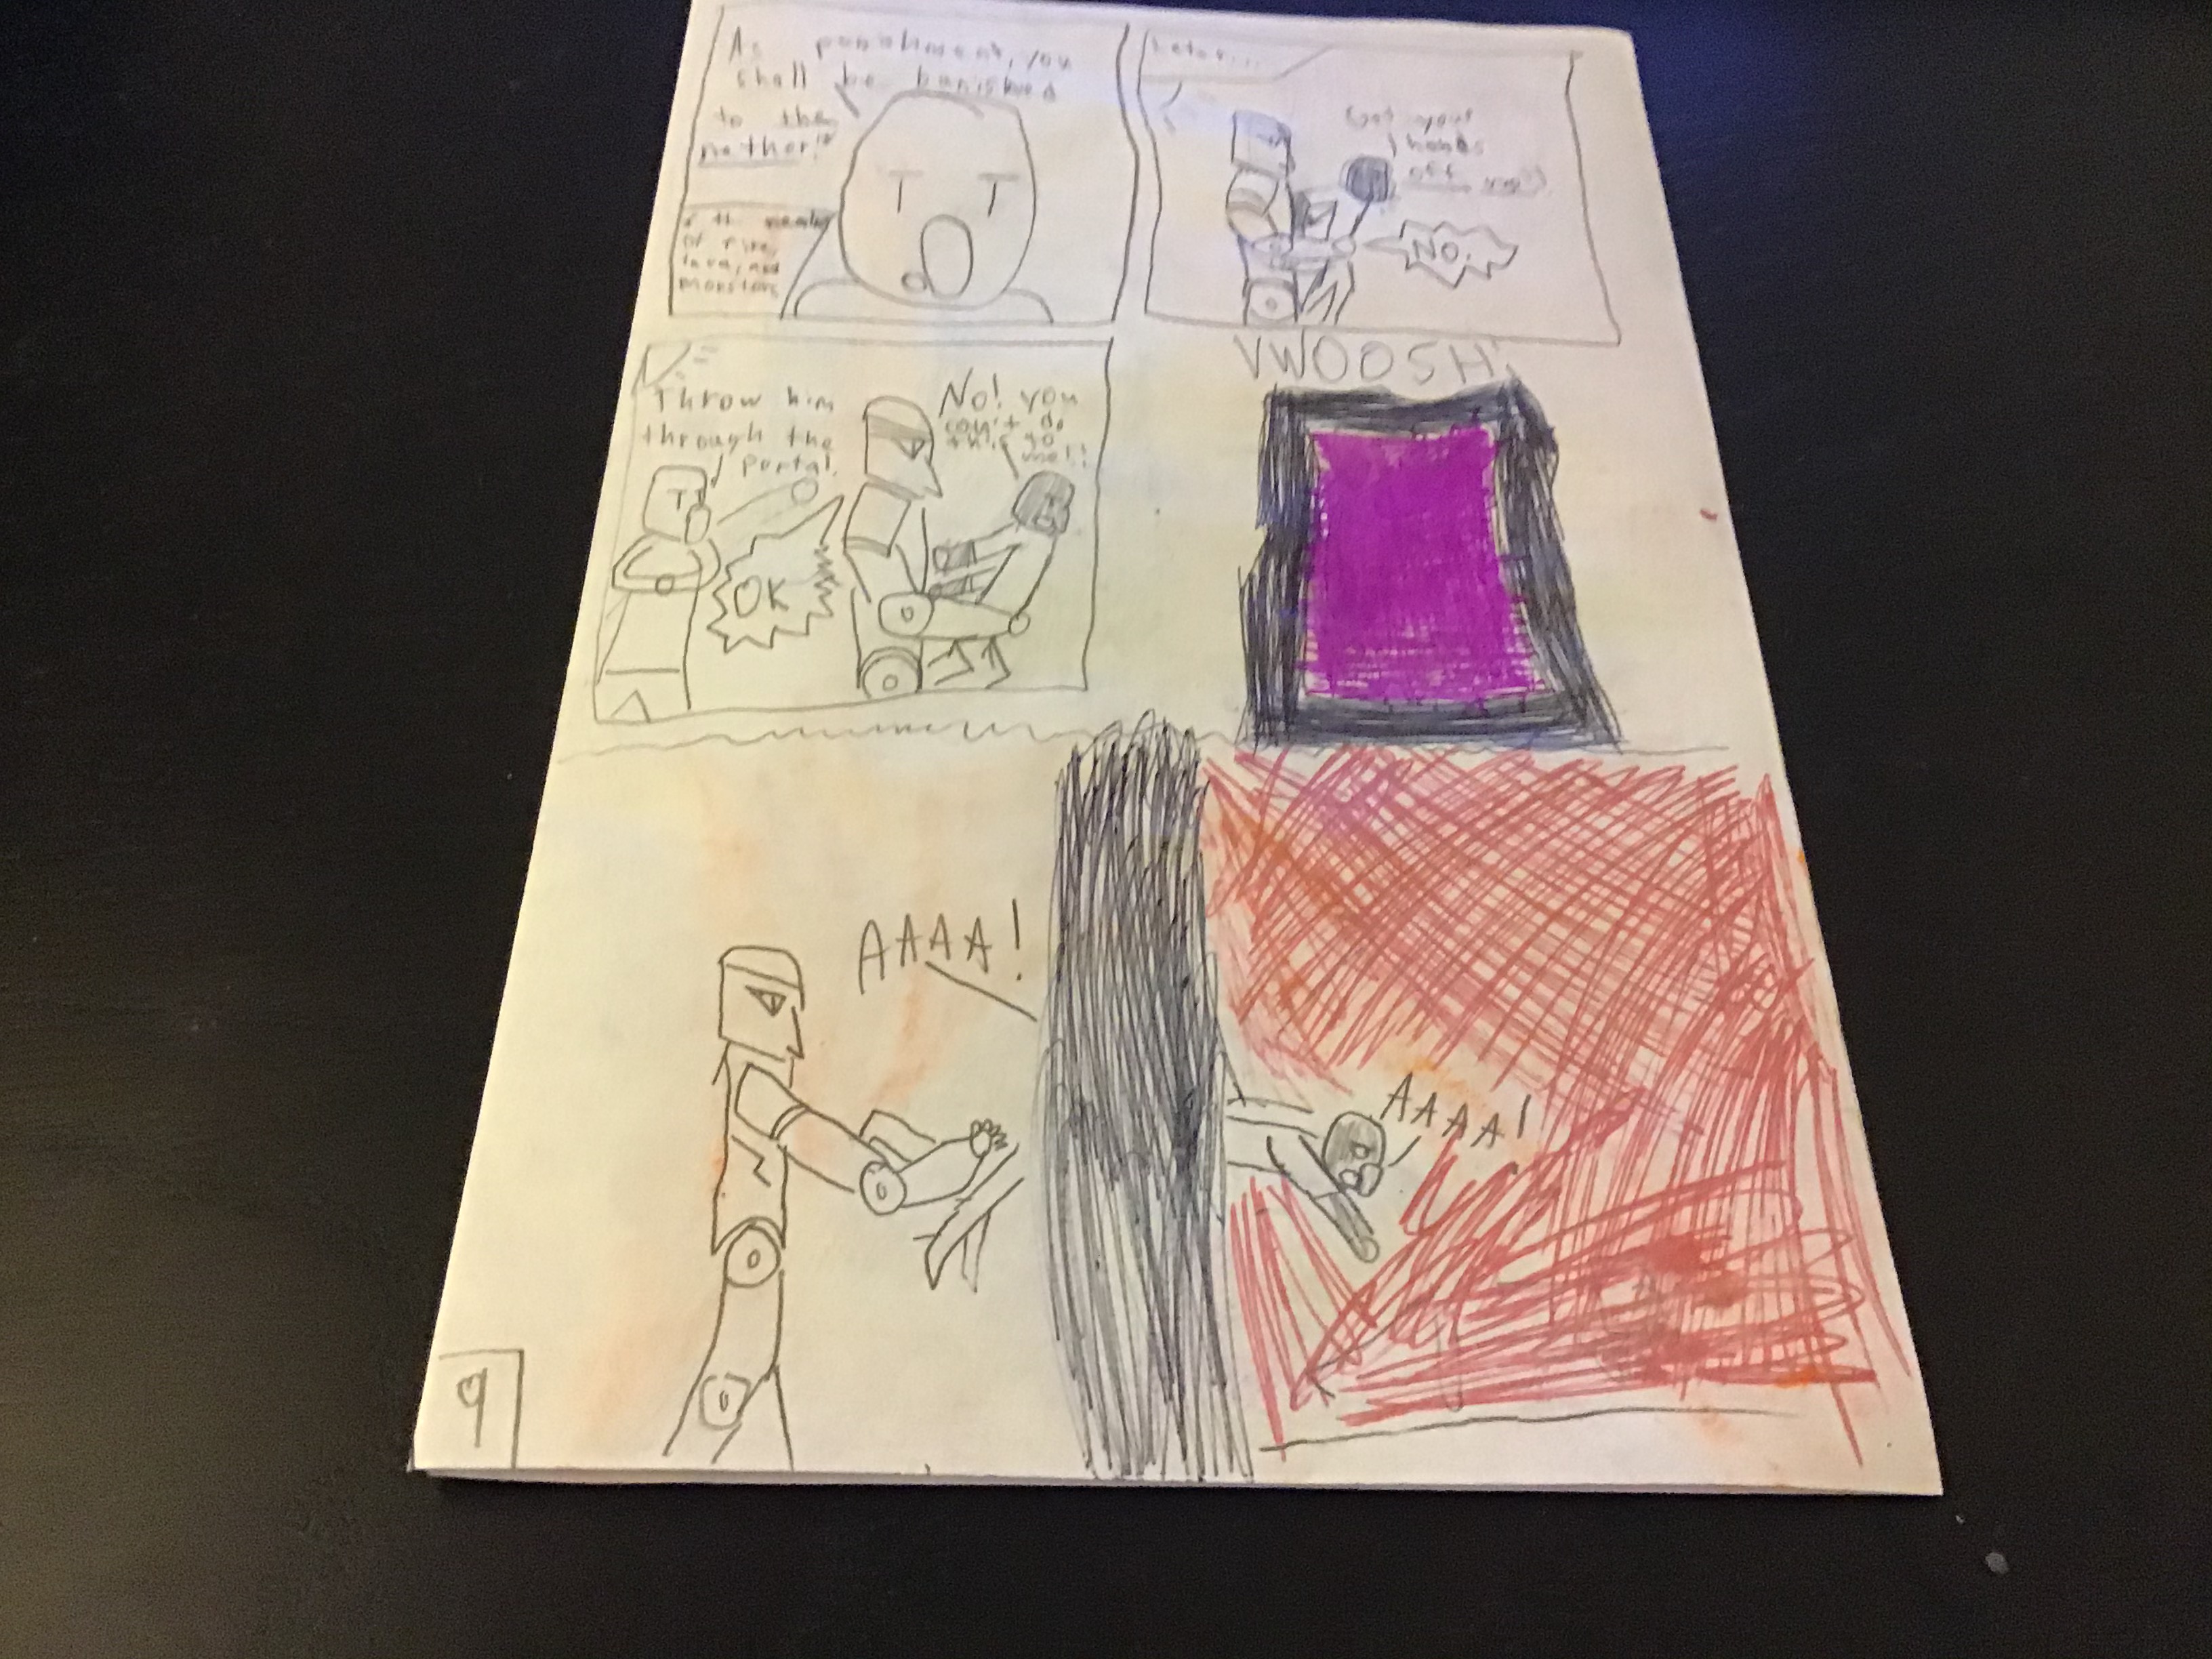 As punishment, you
shall be banished
to the
nether!*
* the realm
of fire,
lava, and
monsters
Later...
Get your
hands
off me!
NO.
Throw him
through the
portal.
No! you
can't do
this to
me!!
OK
VWOOSH!
AAAA!
AAAA!
9